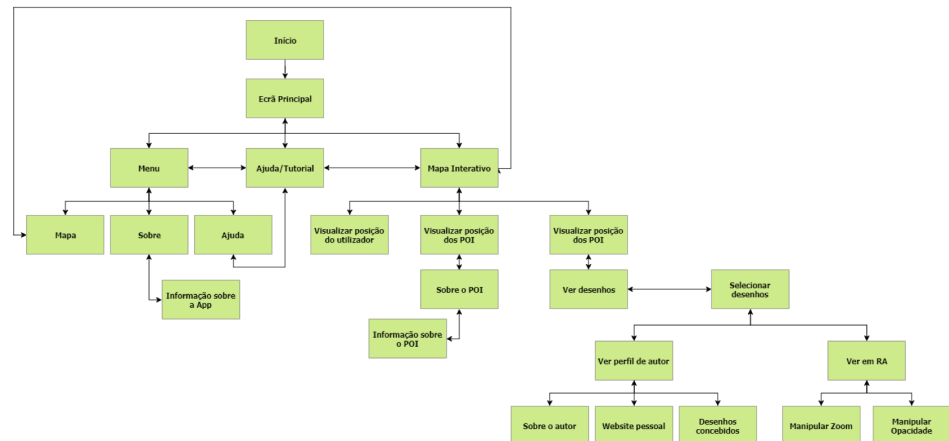 Início
Ecrã Principal
Menu
Ajuda/Tutorial
Mapa Interativo
Mapa
Sobre
Ajuda
Visualizar posição
do utilizador
Visualizar posição
dos POI
Visualizar posição
dos POI
Informação sobre
a App
Sobre o POI
Ver desenhos
Selecionar
desenhos
Informação sobre
o POI
Ver perfil de autor
Ver em RA
Sobre o autor
Website pessoal
Desenhos
concebidos
Manipular Zoom
Manipular
Opacidade